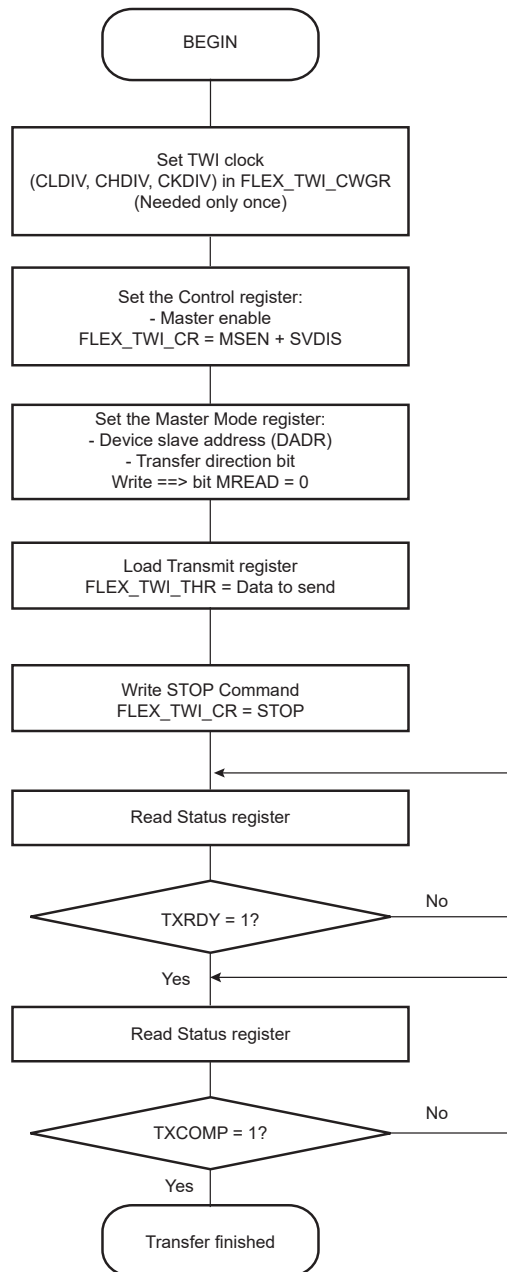 BEGIN
Set TWI clock
(CLDIV, CHDIV, CKDIV) in FLEX_TWI_CWGR
(Needed only once)
Set the Control register:
- Master enable
FLEX_TWI_CR = MSEN + SVDIS
Set the Master Mode register:
- Device slave address (DADR)
- Transfer direction bit
Write ==> bit MREAD = 0
Load Transmit register
FLEX_TWI_THR = Data to send
Write STOP Command
FLEX_TWI_CR = STOP
Read Status register
TXRDY = 1?
No
Yes
Read Status register
TXCOMP = 1?
No
Yes
Transfer finished